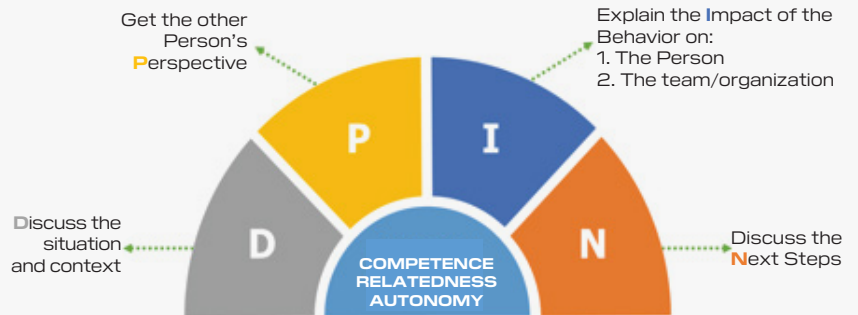 Get the other
Person's
Perspective
Explain the Impact of the
Behavior on:
1. The Person
2. The team/organization
P
I
D
N
Discuss the
situation
and context
COMPETENCE
RELATEDNESS
AUTONOMY
Discuss the
Next Steps